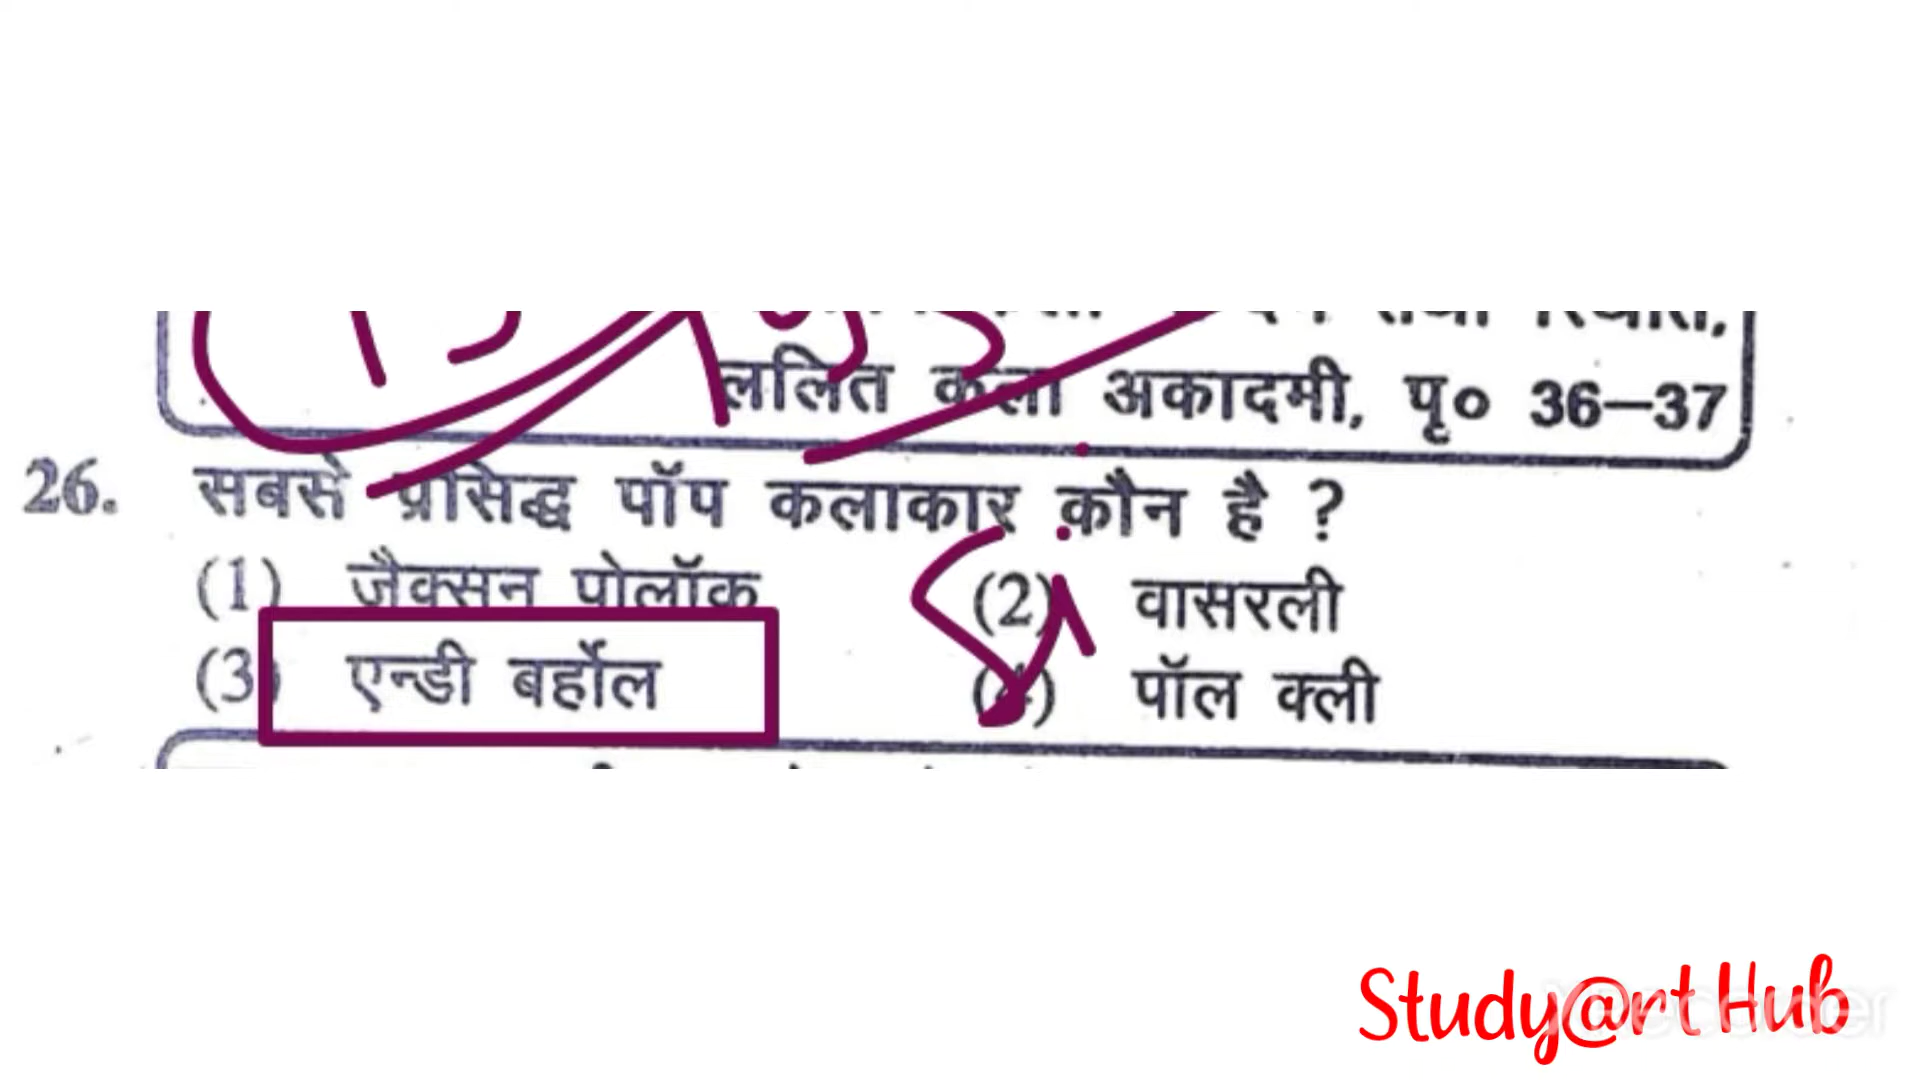 ललित कला अकादमी, पृ० 36–37
26. सबसे प्रसिद्ध पॉप कलाकार कौन है ?
(1) जैक्सन पोलॉक (2) वासरली
(3) एन्डी बर्होल (4) पॉल क्ली
Study@rt Hub
XRecorder